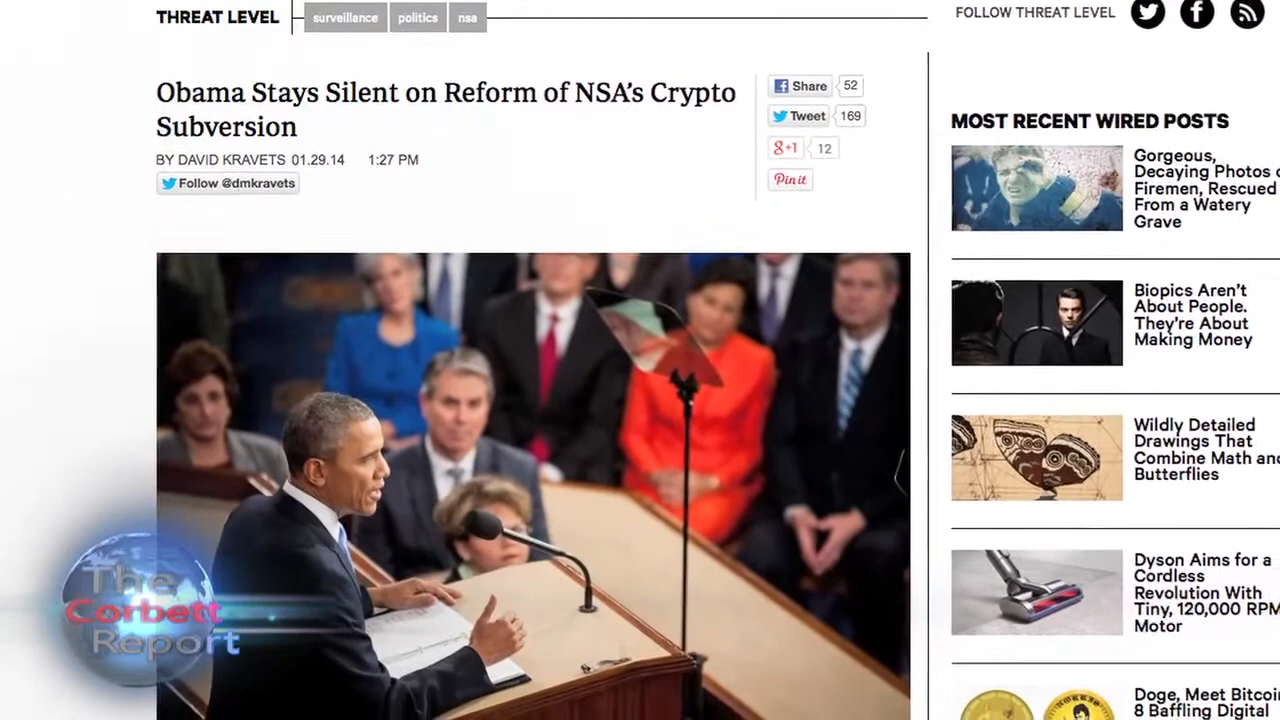 THREAT LEVEL
surveillance
politics
nsa
FOLLOW THREAT LEVEL
Obama Stays Silent on Reform of NSA's Crypto
Subversion
BY DAVID KRAVETS 01.29.14 1:27 PM
Follow @dmkravets
Share 52
Tweet 169
g+1 12
Pin it
MOST RECENT WIRED POSTS
Gorgeous,
Decaying Photos
Firemen, Rescued
From a Watery
Grave
Biopics Aren't
About People.
They're About
Making Money
Wildly Detailed
Drawings That
Combine Math and
Butterflies
Dyson Aims for a
Cordless
Revolution With
Tiny, 120,000 RPM
Motor
Doge, Meet Bitcoin
8 Baffling Digital
The
Corbett
Report